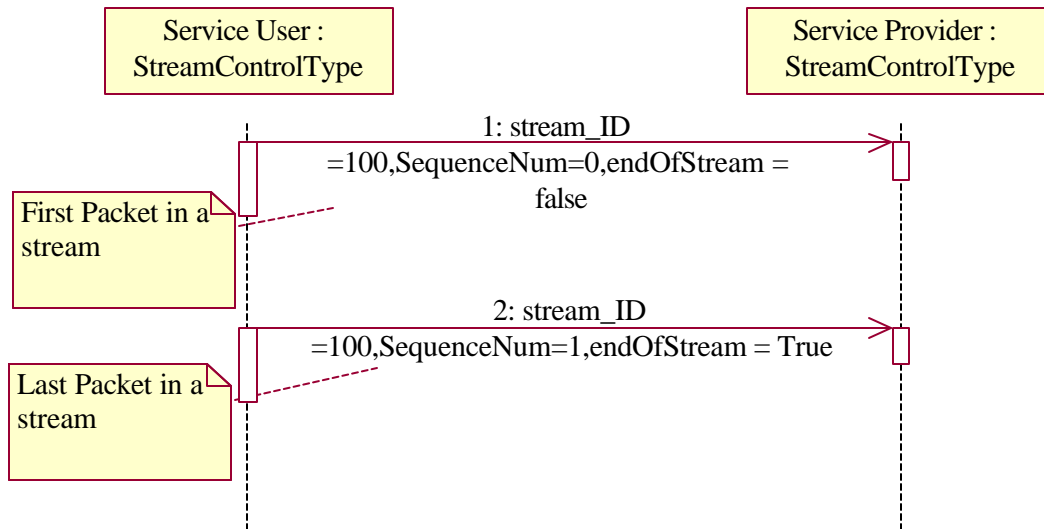 Service User :
StreamControlType
Service Provider :
StreamControlType
1: stream_ID
=100,SequenceNum=0,endOfStream =
false
First Packet in a
stream
2: stream_ID
=100,SequenceNum=1,endOfStream = True
Last Packet in a
stream